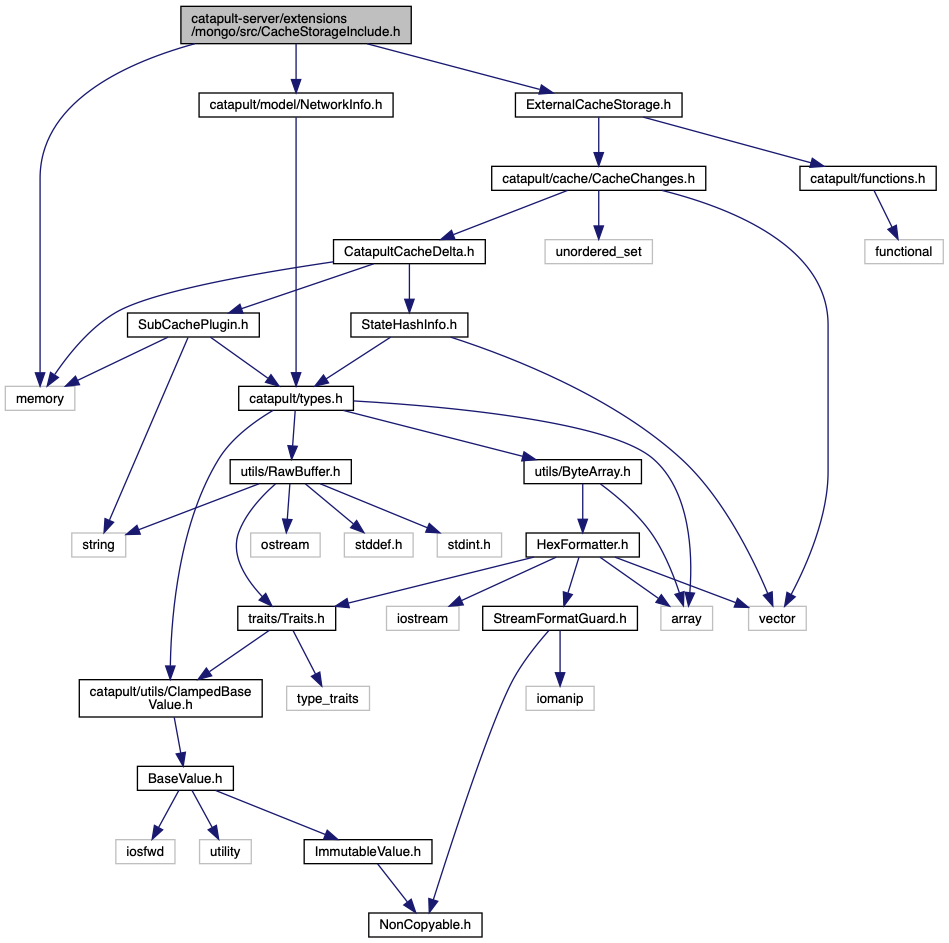 catapult-server/extensions
/mongo/src/CacheStorageInclude.h
catapult/model/NetworkInfo.h
ExternalCacheStorage.h
catapult/cache/CacheChanges.h
catapult/functions.h
CatapultCacheDelta.h
unordered_set
functional
SubCachePlugin.h
StateHashInfo.h
memory
catapult/types.h
utils/RawBuffer.h
utils/ByteArray.h
string
ostream
stddef.h
stdint.h
HexFormatter.h
traits/Traits.h
iostream
StreamFormatGuard.h
array
vector
catapult/utils/ClampedBase
Value.h
type_traits
iomanip
BaseValue.h
iosfwd
utility
ImmutableValue.h
NonCopyable.h